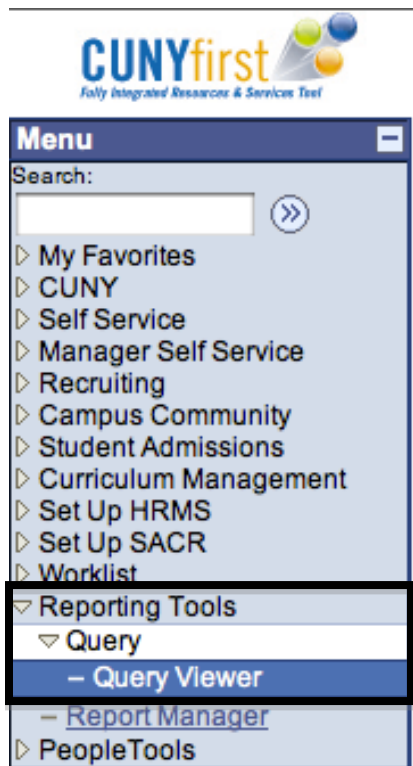 CUNYfirst
Fully Integrated Resources & Services Tool
Menu
Search:
My Favorites
CUNY
Self Service
Manager Self Service
Recruiting
Campus Community
Student Admissions
Curriculum Management
Set Up HRMS
Set Up SACR
Worklist
Reporting Tools
Query
– Query Viewer
– Report Manager
PeopleTools